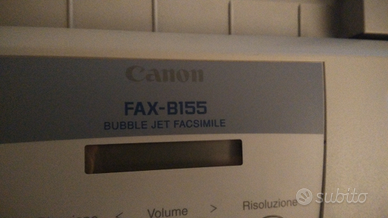 Canon
FAX-B155
BUBBLE JET FACSIMILE
< Volume > Risoluzione
subito